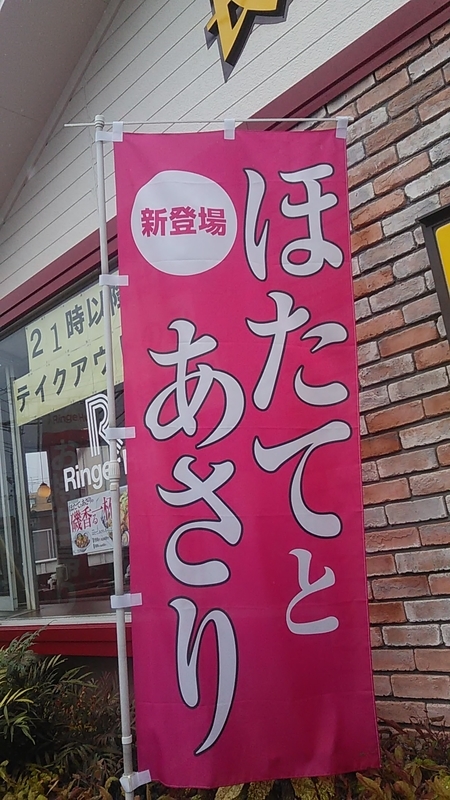 新登場
ほたてと
あさり
21時以降
テイクアウ
R
Ringe
磯香る